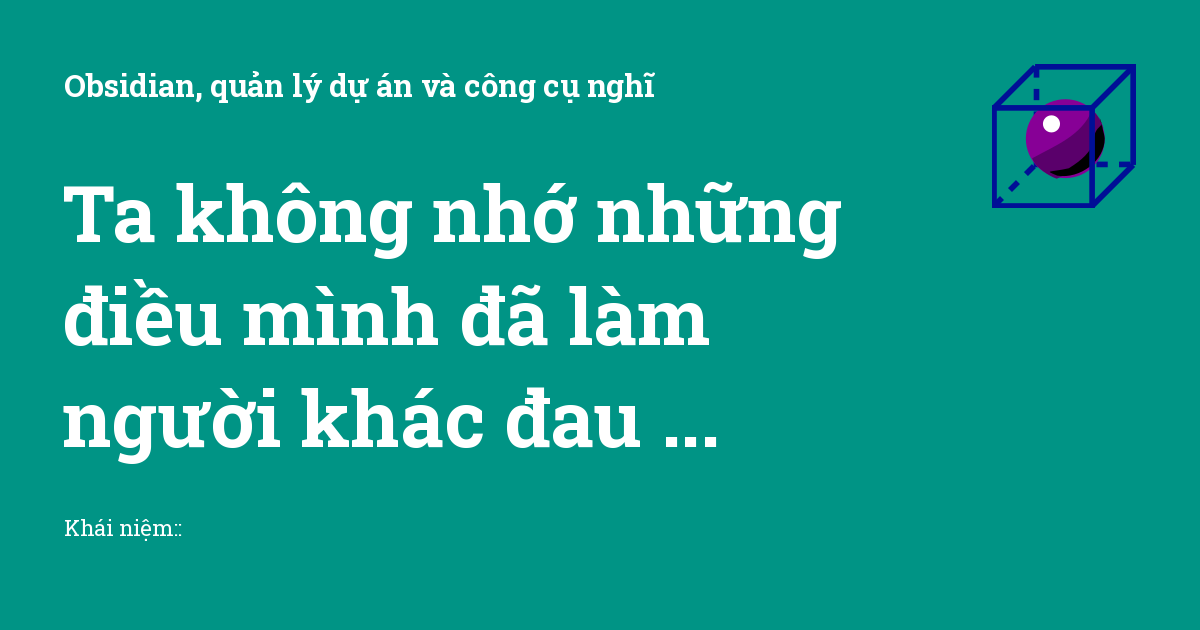 Obsidian, quản lý dự án và công cụ nghĩ
Ta không nhớ những
điều mình đã làm
người khác đau ...
Khái niệm::